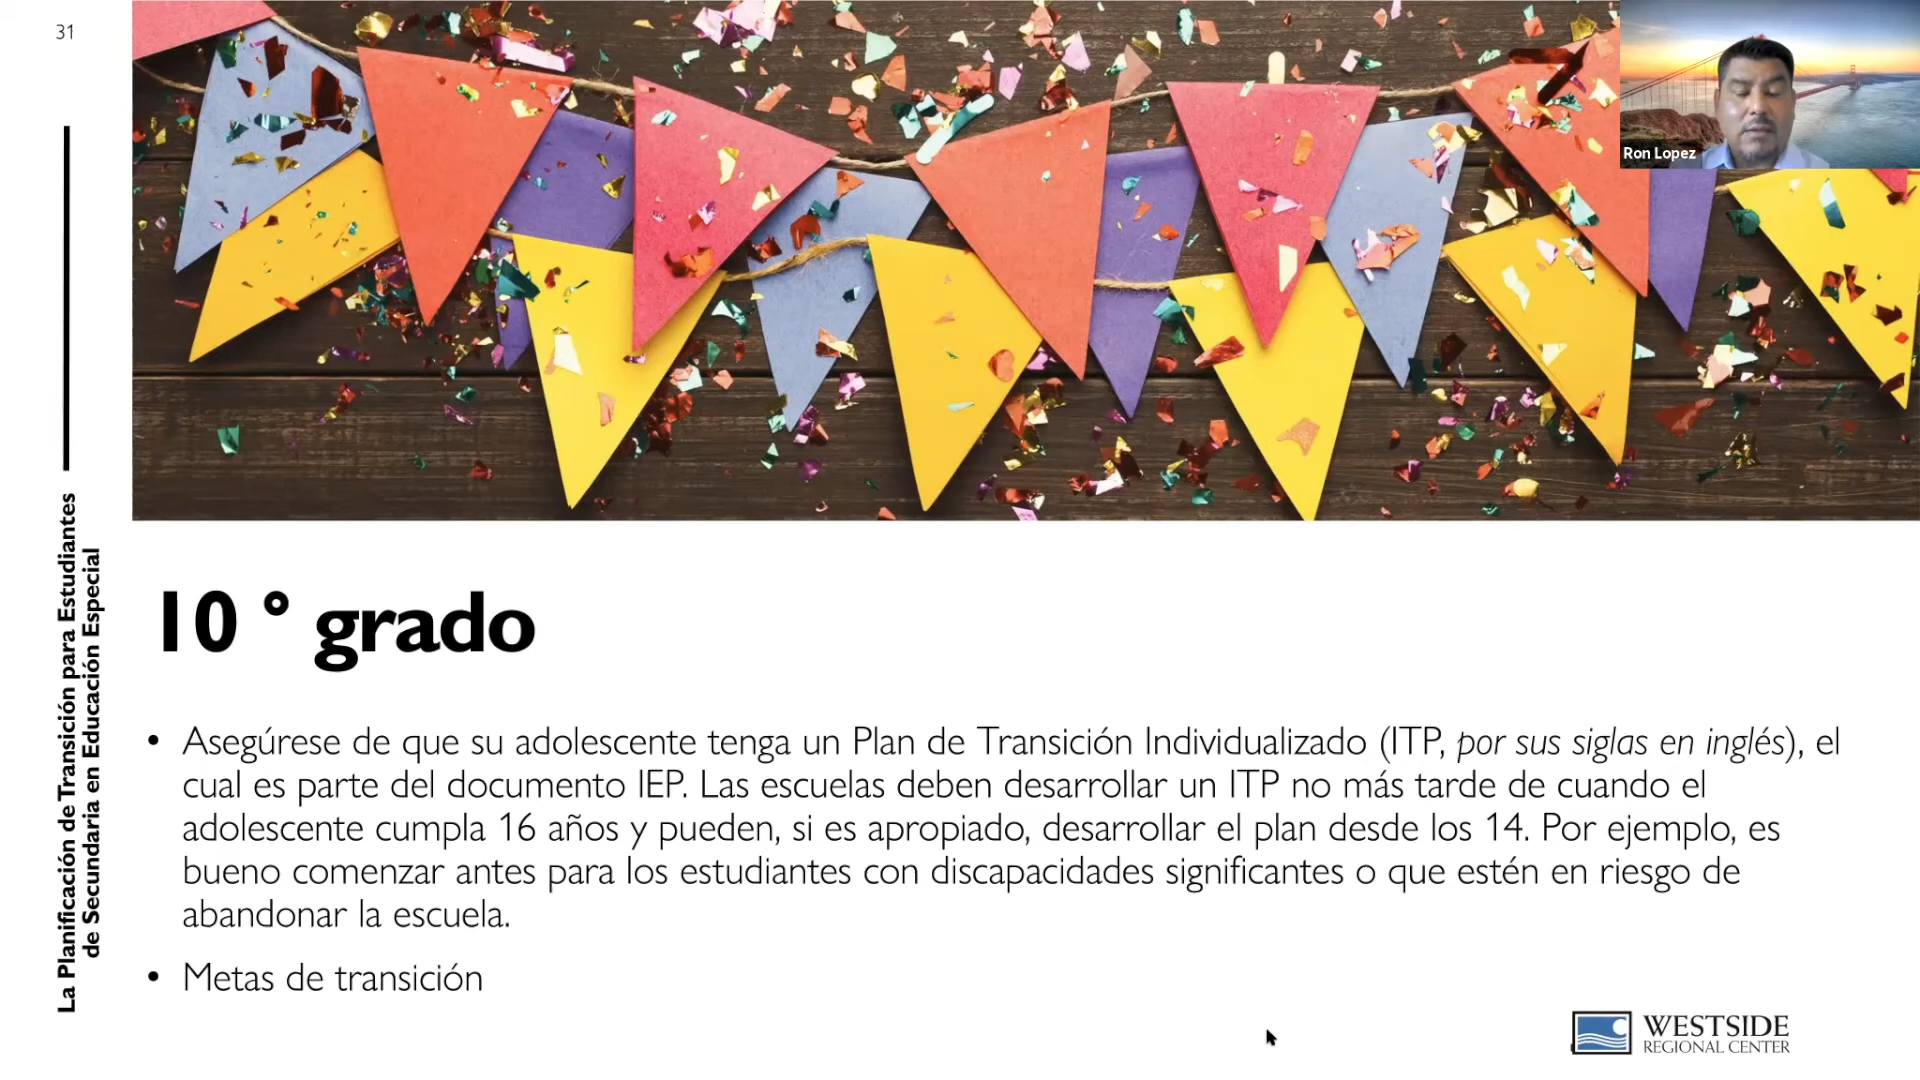 31
La Planificación de Transición para Estudiantes
de Secundaria en Educación Especial
Ron Lopez
10 ° grado
• Asegúrese de que su adolescente tenga un Plan de Transición Individualizado (ITP, por sus siglas en inglés), el
cual es parte del documento IEP. Las escuelas deben desarrollar un ITP no más tarde de cuando el
adolescente cumpla 16 años y pueden, si es apropiado, desarrollar el plan desde los 14. Por ejemplo, es
bueno comenzar antes para los estudiantes con discapacidades significantes o que estén en riesgo de
abandonar la escuela.
• Metas de transición
WESTSIDE
REGIONAL CENTER